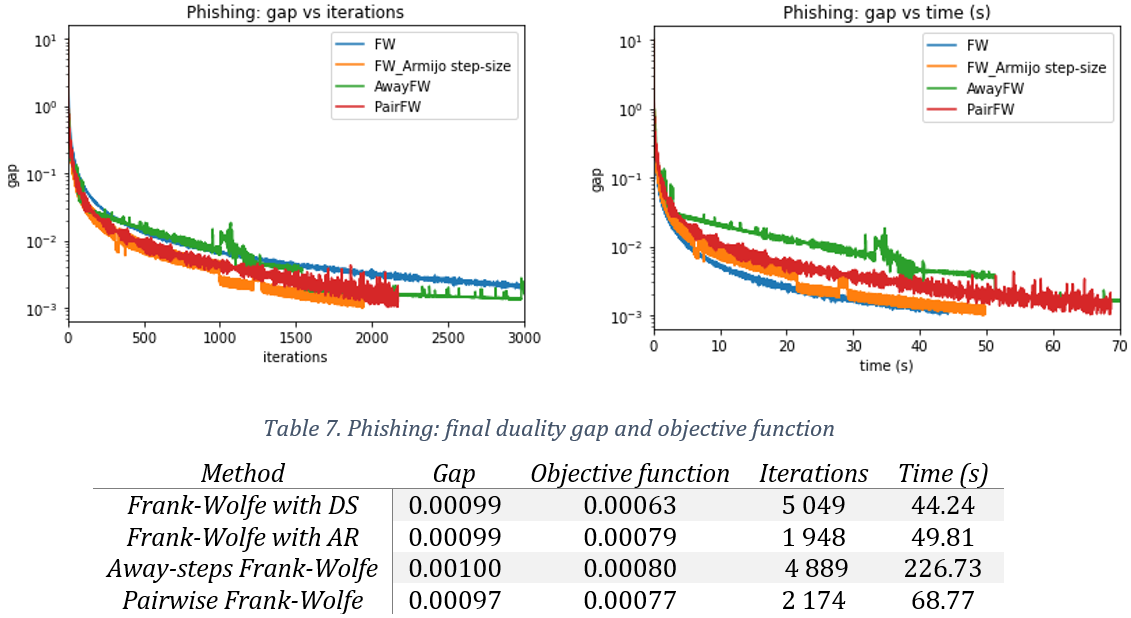 Phishing: gap vs iterations
10¹
10⁰
10⁻¹
10⁻²
10⁻³
gap
FW
FW_Armijo step-size
AwayFW
PairFW
0 500 1000 1500 2000 2500 3000
iterations
Phishing: gap vs time (s)
10¹
10⁰
10⁻¹
10⁻²
10⁻³
gap
FW
FW_Armijo step-size
AwayFW
PairFW
0 10 20 30 40 50 60 70
time (s)
Table 7. Phishing: final duality gap and objective function
Method Gap Objective function Iterations Time (s)
Frank-Wolfe with DS 0.00099 0.00063 5 049 44.24
Frank-Wolfe with AR 0.00099 0.00079 1 948 49.81
Away-steps Frank-Wolfe 0.00100 0.00080 4 889 226.73
Pairwise Frank-Wolfe 0.00097 0.00077 2 174 68.77